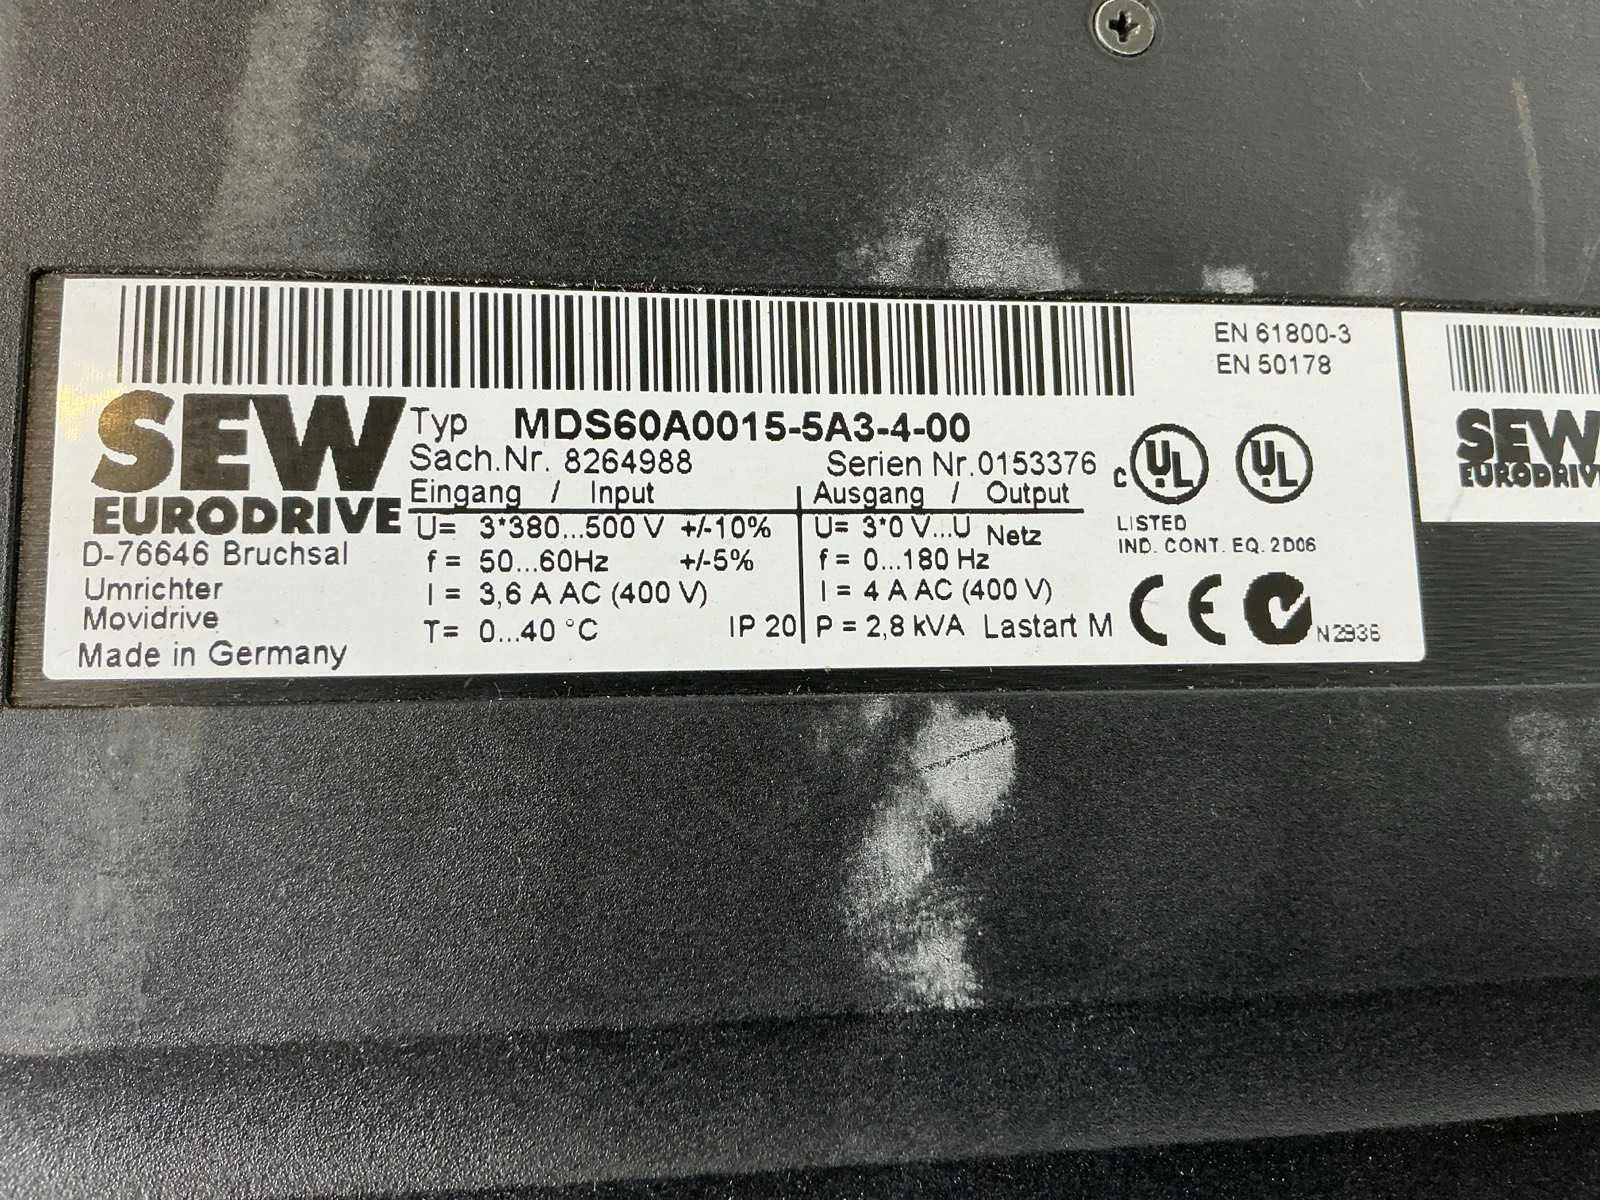 EN 61800-3
EN 50178
SEW
EURODRIVE
D-76646 Bruchsal
Umrichter
Movidrive
Made in Germany
Typ MDS60A0015-5A3-4-00
Sach.Nr. 8264988 Serien Nr.0153376
Eingang / Input Ausgang / Output
U= 3*380...500 V +/-10% U= 3*0 V...U Netz
f = 50...60Hz +/-5% f = 0...180 Hz
I = 3,6 A AC (400 V) I = 4 A AC (400 V)
T= 0...40 °C IP 20 P = 2,8 kVA Lastart M
c UL UL
LISTED
IND. CONT. EQ. 2D06
CE N2936
SEW
EURODRIVE